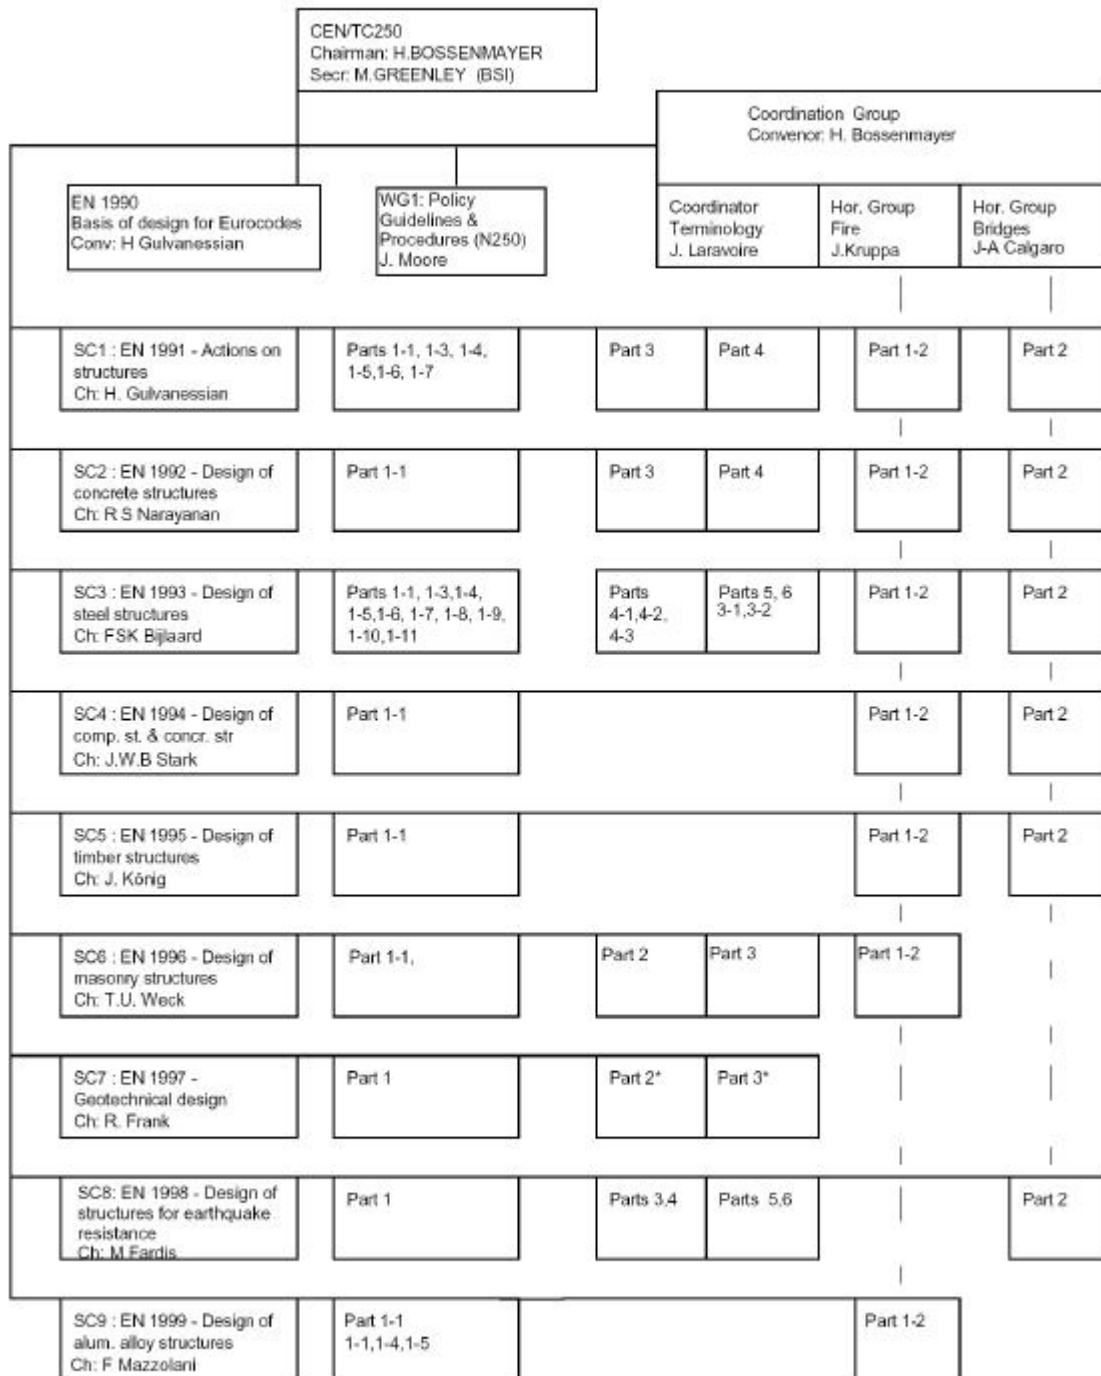 CEN/TC250
Chairman: H.BOSSENMAYER
Secr: M.GREENLEY (BSI)
Coordination Group
Convenor: H. Bossenmayer
EN 1990
Basis of design for Eurocodes
Conv: H Gulvanessian
WG1: Policy
Guidelines &
Procedures (N250)
J. Moore
Coordinator
Terminology
J. Laravoire
Hor. Group
Fire
J.Kruppa
Hor. Group
Bridges
J-A Calgaro
SC1 : EN 1991 - Actions on
structures
Ch: H. Gulvanessian
Parts 1-1, 1-3, 1-4,
1-5,1-6, 1-7
Part 3
Part 4
Part 1-2
Part 2
SC2 : EN 1992 - Design of
concrete structures
Ch: R S Narayanan
Part 1-1
Part 3
Part 4
Part 1-2
Part 2
SC3 : EN 1993 - Design of
steel structures
Ch: FSK Bijlaard
Parts 1-1, 1-3,1-4,
1-5,1-6, 1-7, 1-8, 1-9,
1-10,1-11
Parts
4-1,4-2,
4-3
Parts 5, 6
3-1,3-2
Part 1-2
Part 2
SC4 : EN 1994 - Design of
comp. st. & concr. str
Ch: J.W.B Stark
Part 1-1
Part 1-2
Part 2
SC5 : EN 1995 - Design of
timber structures
Ch: J. König
Part 1-1
Part 1-2
Part 2
SC6 : EN 1996 - Design of
masonry structures
Ch: T.U. Weck
Part 1-1,
Part 2
Part 3
Part 1-2
SC7 : EN 1997 -
Geotechnical design
Ch: R. Frank
Part 1
Part 2*
Part 3*
SC8: EN 1998 - Design of
structures for earthquake
resistance
Ch: M Fardis
Part 1
Parts 3,4
Parts 5,6
Part 2
SC9 : EN 1999 - Design of
alum. alloy structures
Ch: F Mazzolani
Part 1-1
1-1,1-4,1-5
Part 1-2